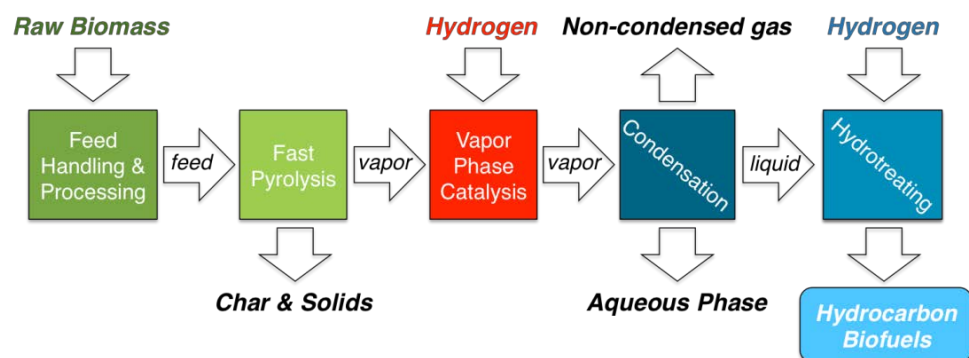 Raw Biomass
Hydrogen
Non-condensed gas
Hydrogen
Feed
Handling &
Processing
feed
Fast
Pyrolysis
vapor
Vapor
Phase
Catalysis
vapor
Condensation
liquid
Hydrotreating
Char & Solids
Aqueous Phase
Hydrocarbon
Biofuels